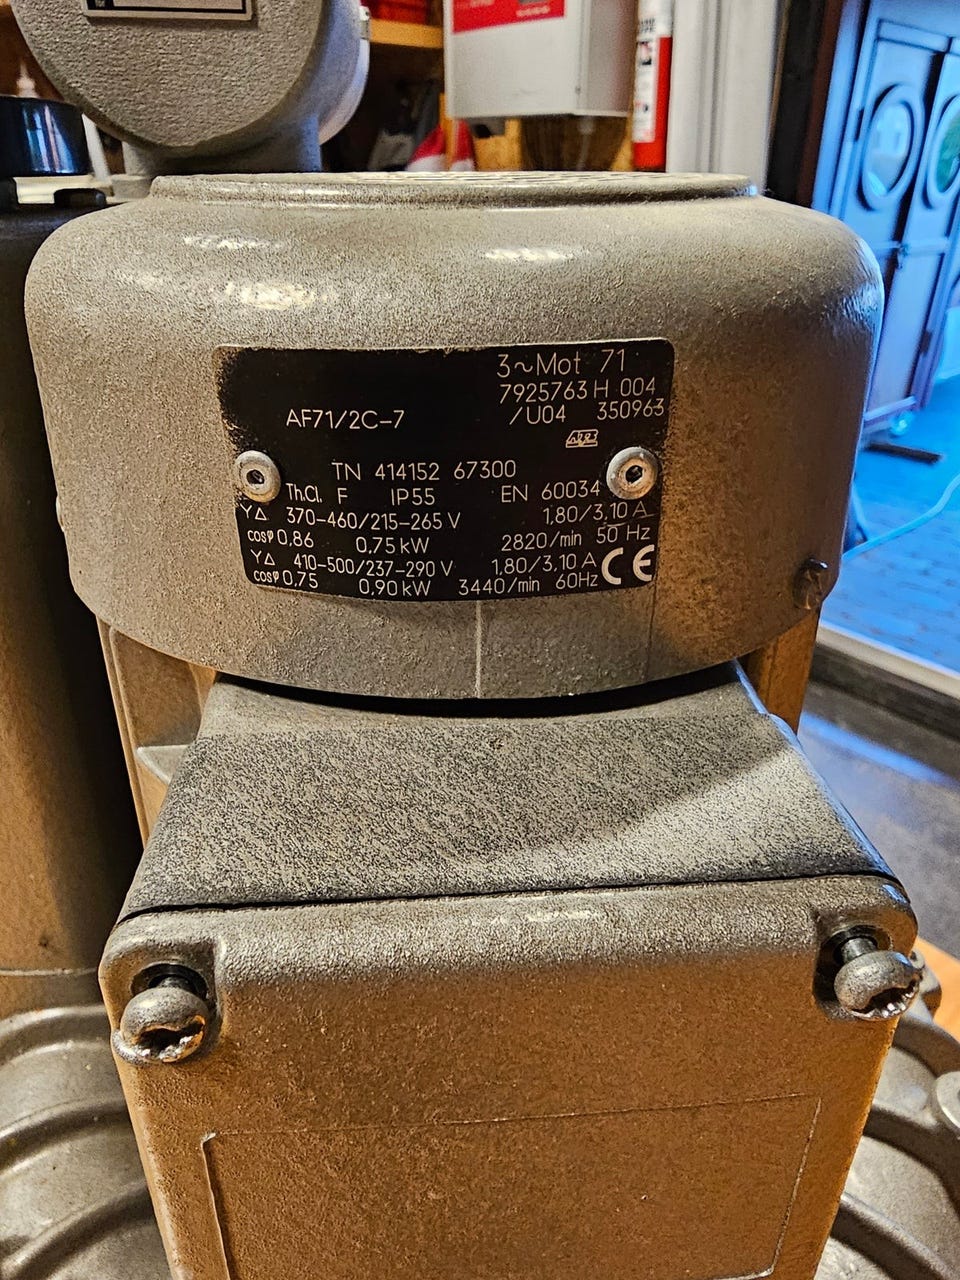 3~Mot 71
7925763 H 004
AF71/2C-7 /U04 350963
TN 414152 67300
Th.Cl. F IP55 EN 60034
Y∆ 370-460/215-265 V 1,80/3,10 A
cosφ 0,86 0,75 kW 2820/min 50 Hz
Y∆ 410-500/237-290 V 1,80/3,10 A
cosφ 0,75 0,90 kW 3440/min 60Hz CE